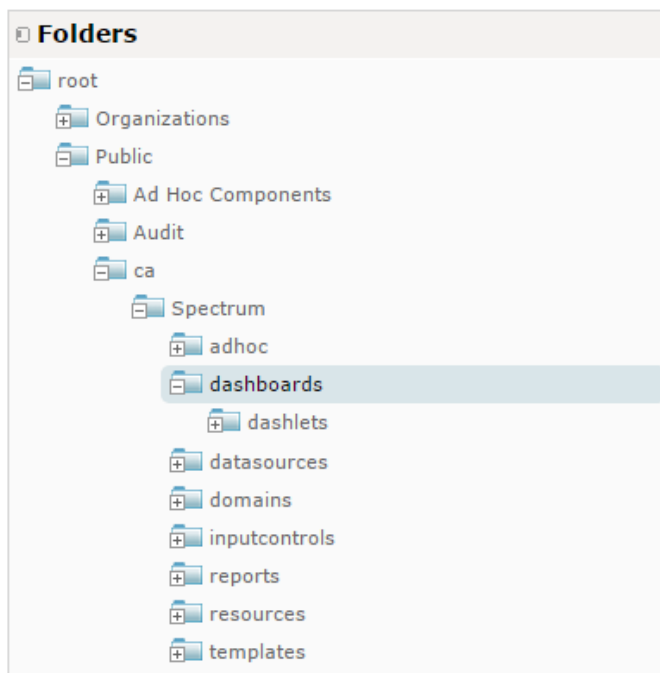 Folders
root
Organizations
Public
Ad Hoc Components
Audit
ca
Spectrum
adhoc
dashboards
dashlets
datasources
domains
inputcontrols
reports
resources
templates